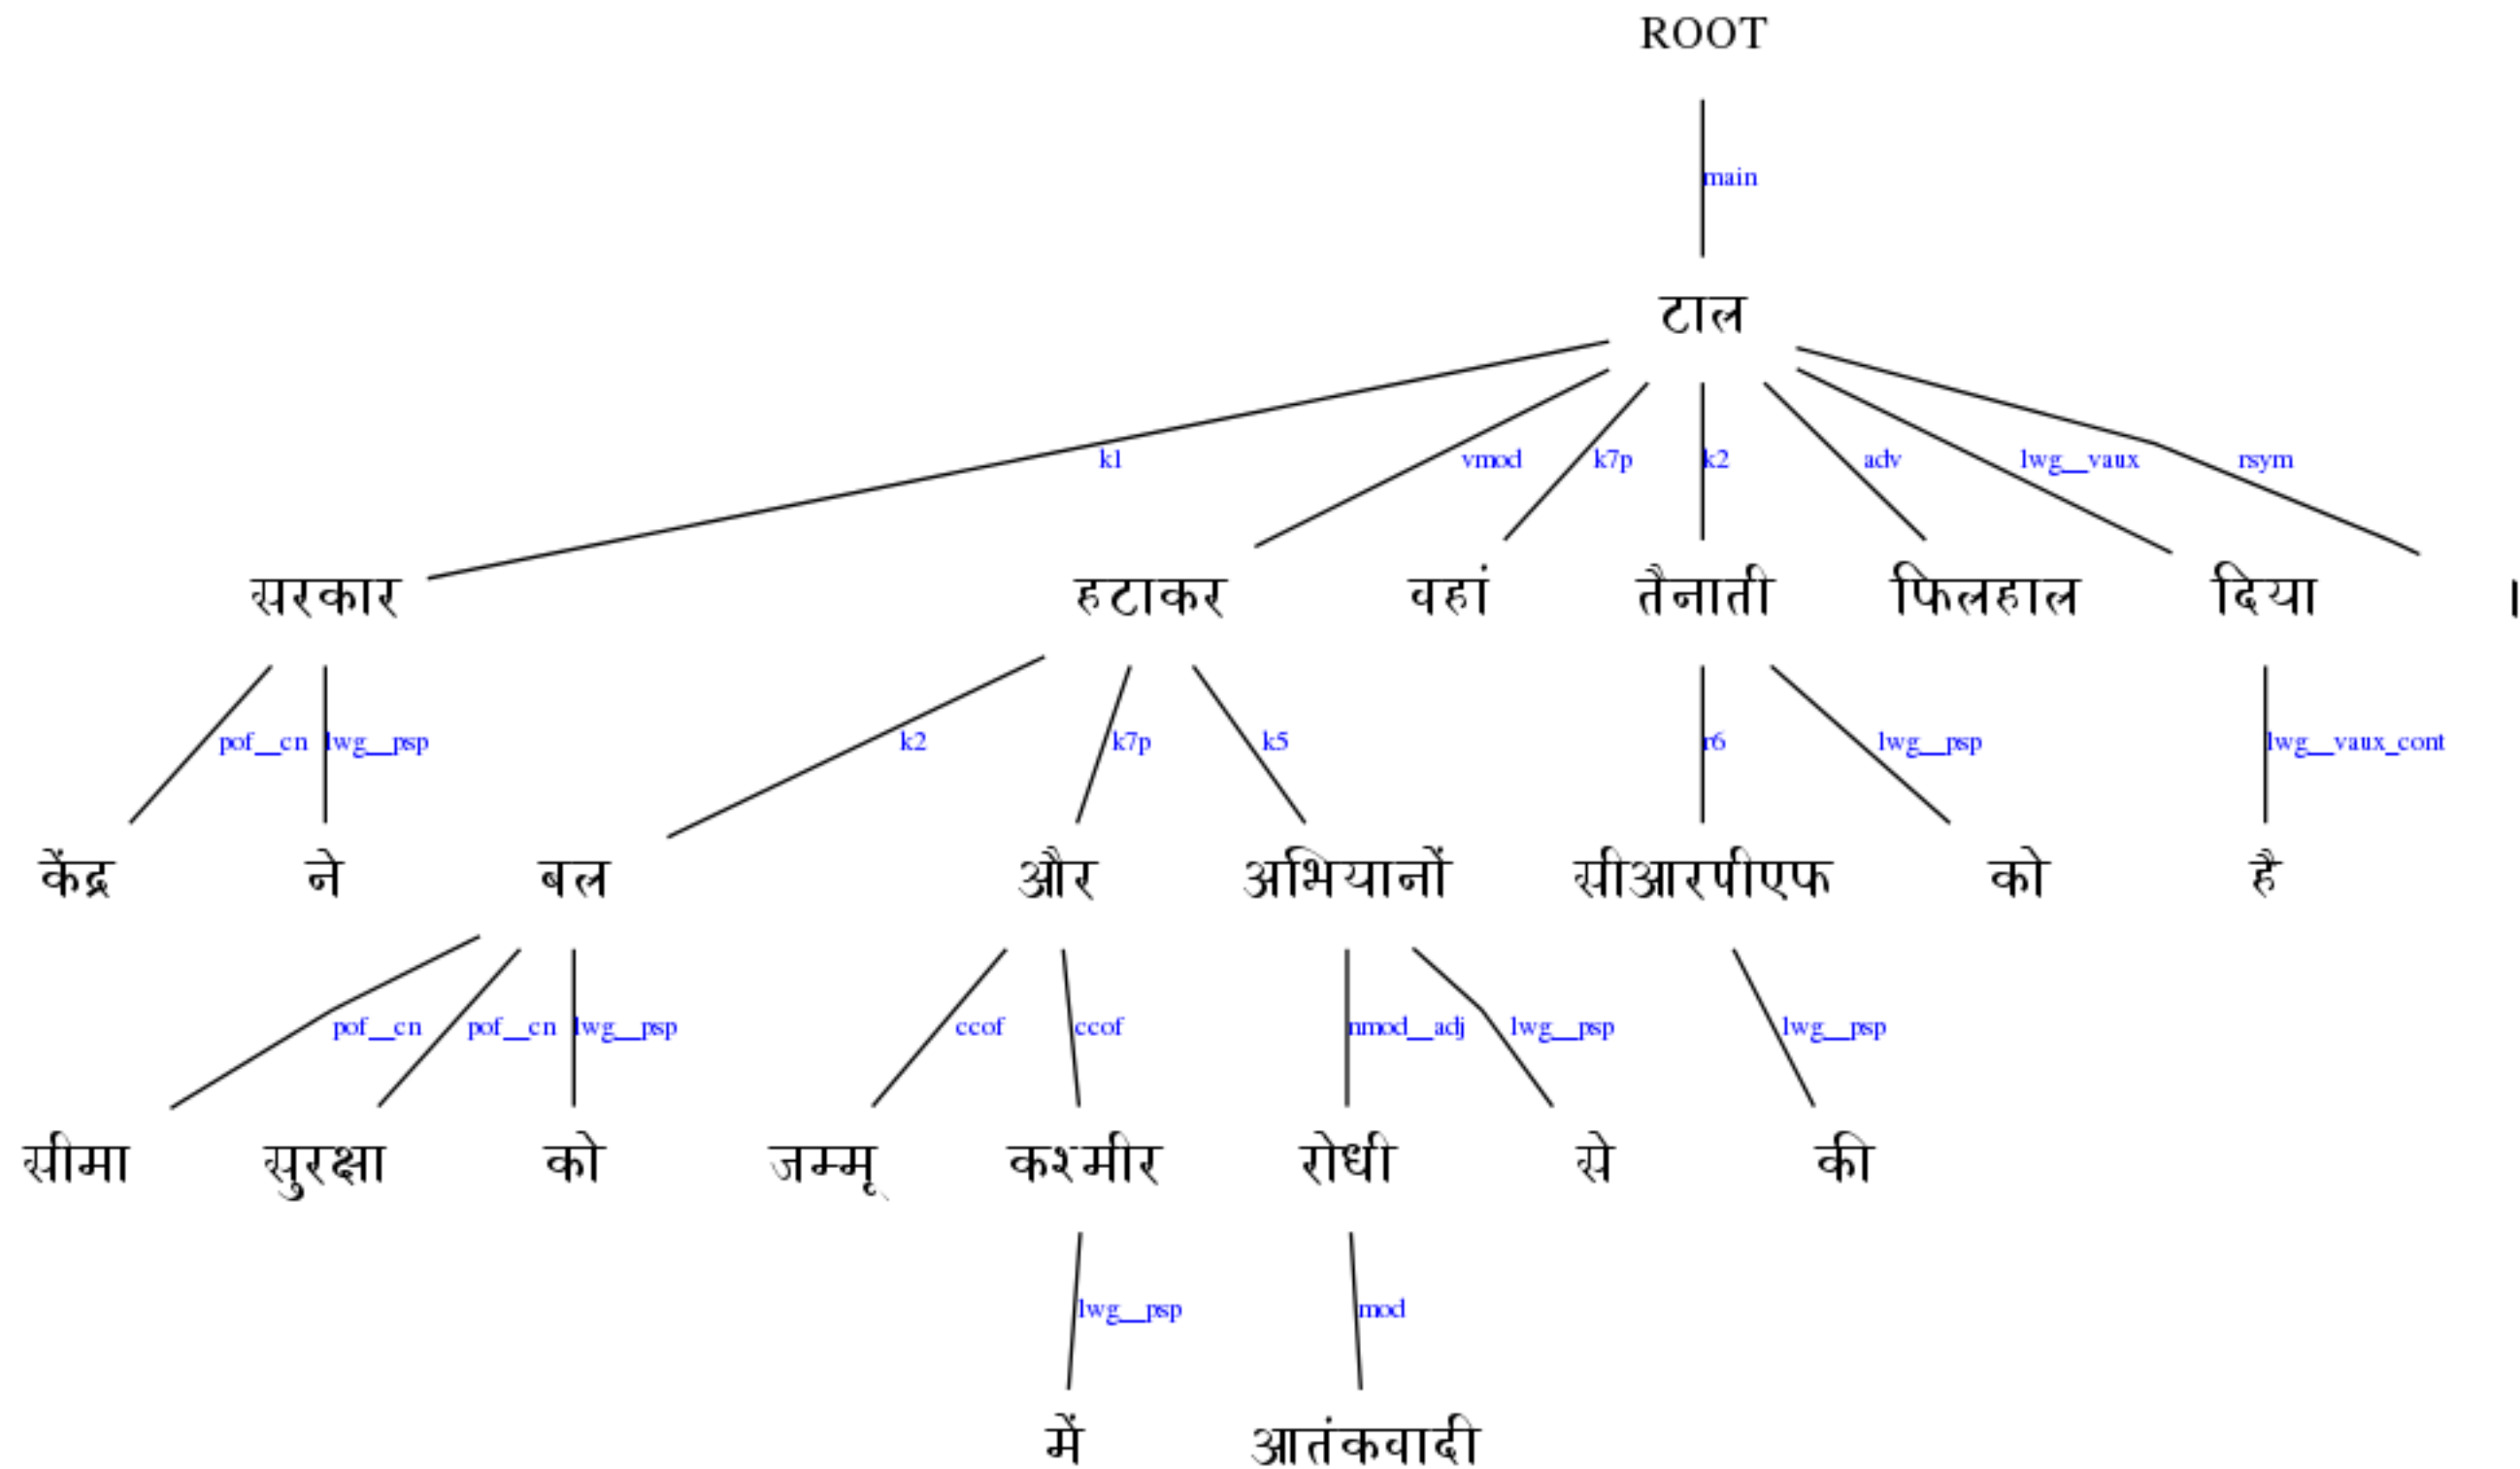 ROOT
main
टाल
k1 vmod k7p k2 adv lwg__vaux rsym
सरकार हटाकर वहां तैनाती फिलहाल दिया ।
pof__cn lwg__psp k2 k7p k5 r6 lwg__psp lwg__vaux_cont
केंद्र ने बल और अभियानों सीआरपीएफ को है
pof__cn pof__cn lwg__psp ccof ccof nmod__adj lwg__psp lwg__psp
सीमा सुरक्षा को जम्मू कश्मीर रोधी से की
lwg__psp mod
में आतंकवादी